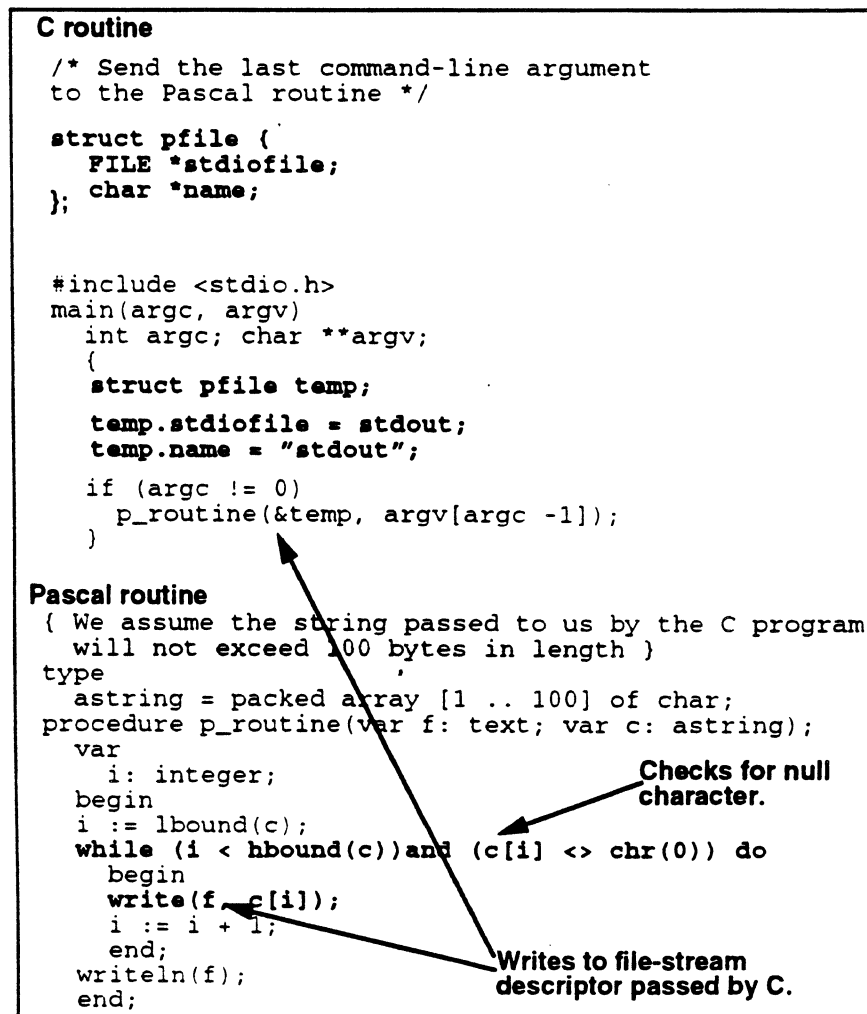 C routine
/* Send the last command-line argument
to the Pascal routine */
struct pfile {
FILE *stdiofile;
char *name;
};
#include <stdio.h>
main(argc, argv)
int argc; char **argv;
{
struct pfile temp;
temp.stdiofile = stdout;
temp.name = "stdout";
if (argc != 0)
p_routine(&temp, argv[argc -1]);
}
Pascal routine
{ We assume the string passed to us by the C program
will not exceed 100 bytes in length }
type
astring = packed array [1 .. 100] of char;
procedure p_routine(var f: text; var c: astring);
var
i: integer;
Checks for null
character.
begin
i := lbound(c);
while (i < hbound(c))and (c[i] <> chr(0)) do
begin
write(f, c[i]);
i := i + 1;
end;
Writes to file-stream
descriptor passed by C.
writeln(f);
end;